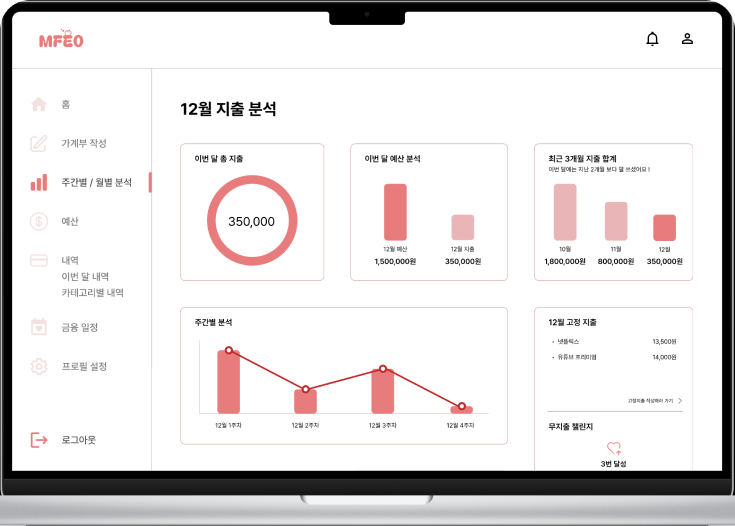 MFEO
홈
가계부 작성
주간별 / 월별 분석
예산
내역
이번 달 내역
카테고리별 내역
금융 일정
프로필 설정
로그아웃
12월 지출 분석
이번 달 총 지출
350,000
이번 달 예산 분석
12월 예산
12월 지출
1,500,000원
350,000원
최근 3개월 지출 합계
이번 달에는 지난 2개월 보다 덜 쓰셨어요 !
10월
11월
12월
1,800,000원
800,000원
350,000원
주간별 분석
12월 1주차
12월 2주차
12월 3주차
12월 4주차
12월 고정 지출
• 넷플릭스 13,500원
• 유튜브 프리미엄 14,000원
고정지출 작성하러 가기 >
무지출 챌린지
3번 달성